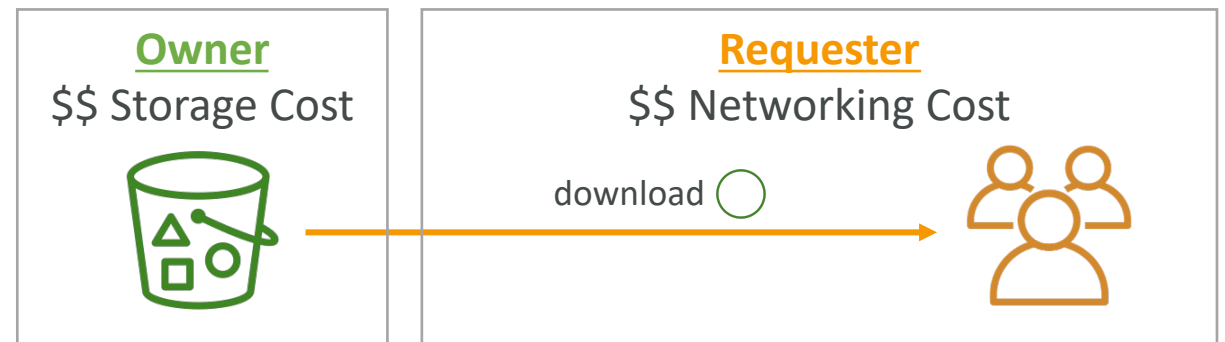 Owner
$$ Storage Cost
Requester
$$ Networking Cost
download